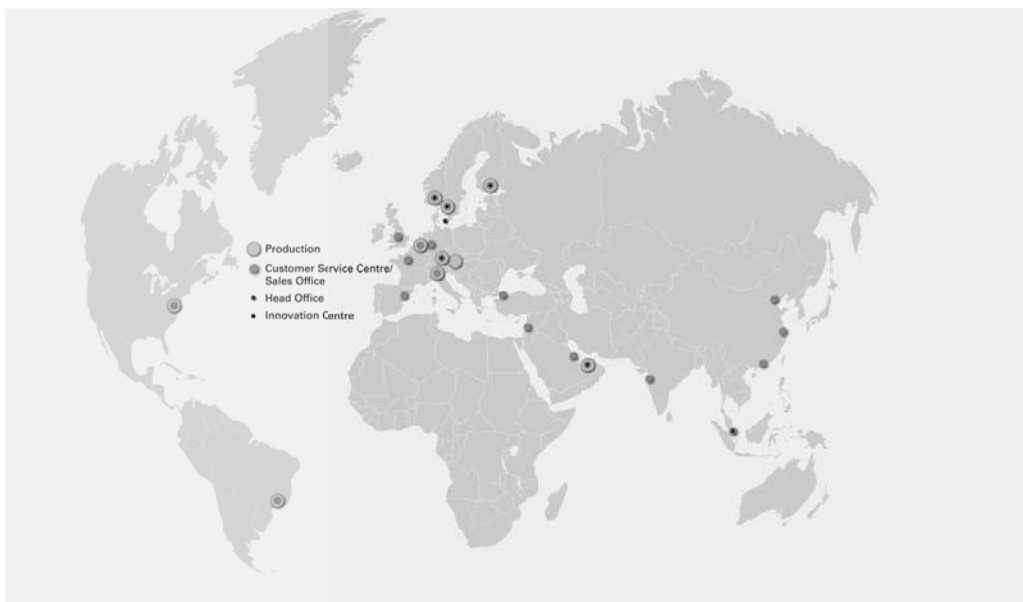 Production
Customer Service Centre/
Sales Office
Head Office
Innovation Centre